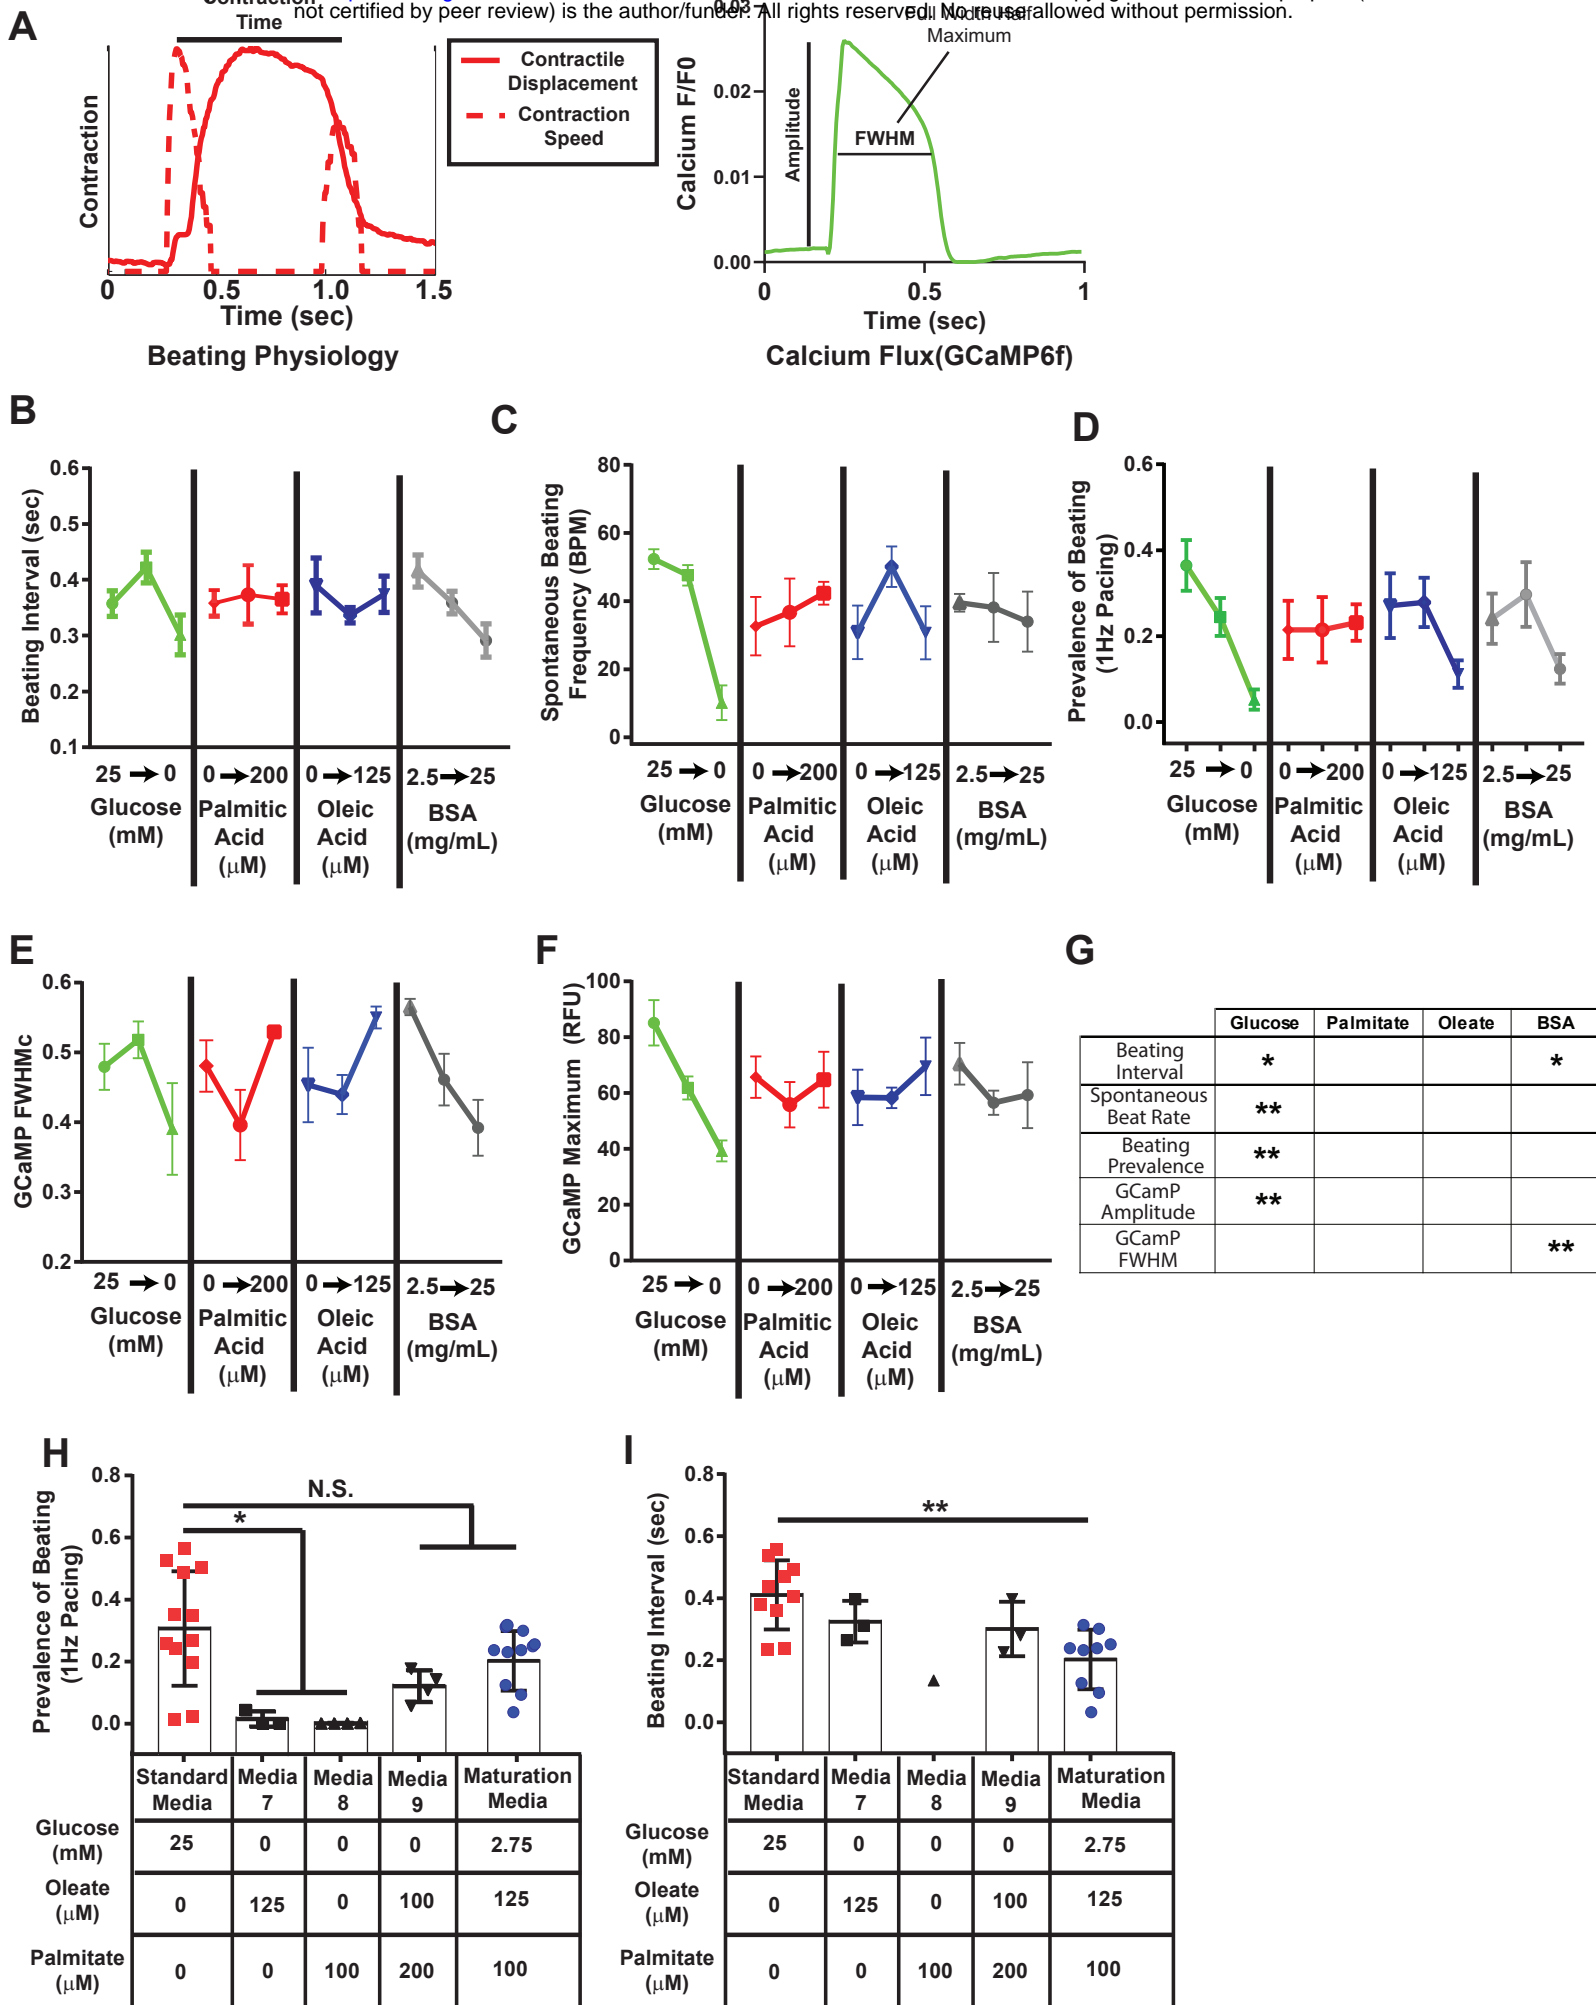 Time
not certified by peer review) is the author/funder. All rights reserved. No reuse allowed without permission.
A
Contraction
Contractile
Displacement
Contraction
Speed
0 0.5 1.0 1.5
Time (sec)
Beating Physiology
Full Width Half
Maximum
Calcium F/F0
0.03
0.02
0.01
0.00
Amplitude
FWHM
0 0.5 1
Time (sec)
Calcium Flux(GCaMP6f)
B
Beating Interval (sec)
0.6
0.5
0.4
0.3
0.2
0.1
25 → 0 0 → 200 0 → 125 2.5 → 25
Glucose Palmitic Oleic BSA
(mM) Acid Acid (mg/mL)
(μM) (μM)
C
Spontaneous Beating
Frequency (BPM)
80
60
40
20
0
25 → 0 0 → 200 0 → 125 2.5 → 25
Glucose Palmitic Oleic BSA
(mM) Acid Acid (mg/mL)
(μM) (μM)
D
Prevalence of Beating
(1Hz Pacing)
0.6
0.4
0.2
0.0
25 → 0 0 → 200 0 → 125 2.5 → 25
Glucose Palmitic Oleic BSA
(mM) Acid Acid (mg/mL)
(μM) (μM)
E
GCaMP FWHMc
0.6
0.5
0.4
0.3
0.2
25 → 0 0 → 200 0 → 125 2.5 → 25
Glucose Palmitic Oleic BSA
(mM) Acid Acid (mg/mL)
(μM) (μM)
F
GCaMP Maximum (RFU)
100
80
60
40
20
0
25 → 0 0 → 200 0 → 125 2.5 → 25
Glucose Palmitic Oleic BSA
(mM) Acid Acid (mg/mL)
(μM) (μM)
G
Glucose Palmitate Oleate BSA
Beating
Interval * *
Spontaneous
Beat Rate **
Beating
Prevalence **
GCamP
Amplitude **
GCamP
FWHM **
H
Prevalence of Beating
(1Hz Pacing)
0.8
0.6
0.4
0.2
0.0
N.S.
*
Standard Media Media Media Maturation
Media 7 8 9 Media
Glucose
(mM) 25 0 0 0 2.75
Oleate
(μM) 0 125 0 100 125
Palmitate
(μM) 0 0 100 200 100
I
Beating Interval (sec)
0.8
0.6
0.4
0.2
0.0
**
Standard Media Media Media Maturation
Media 7 8 9 Media
Glucose
(mM) 25 0 0 0 2.75
Oleate
(μM) 0 125 0 100 125
Palmitate
(μM) 0 0 100 200 100